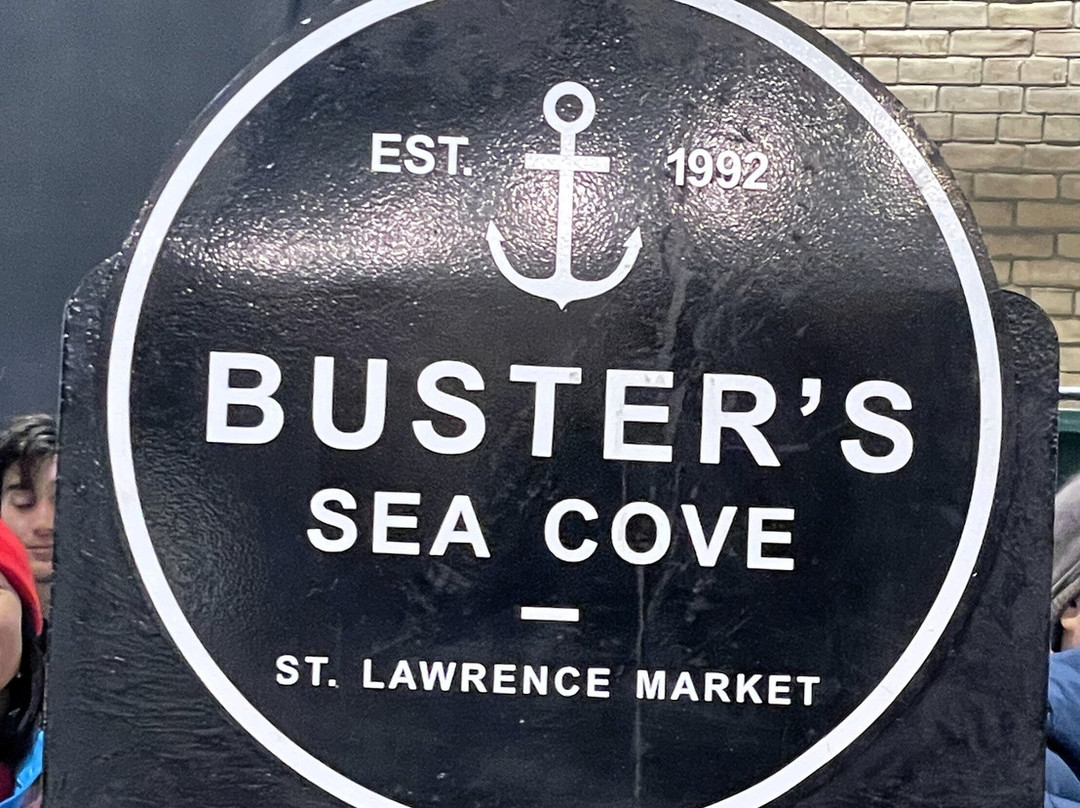 EST. 1992
BUSTER'S
SEA COVE
ST. LAWRENCE MARKET